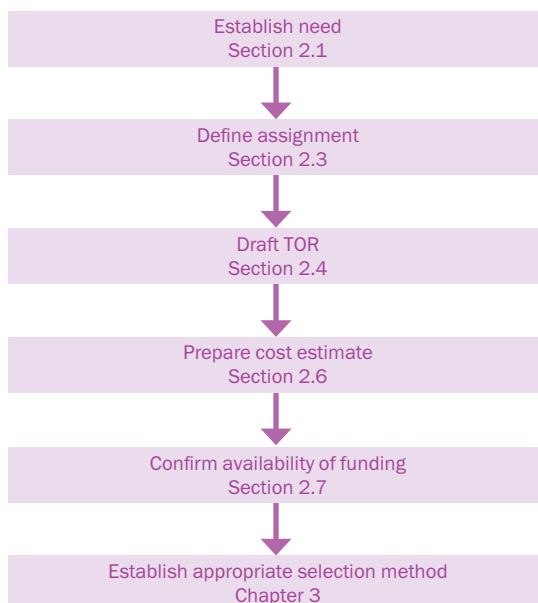 Establish need
Section 2.1
Define assignment
Section 2.3
Draft TOR
Section 2.4
Prepare cost estimate
Section 2.6
Confirm availability of funding
Section 2.7
Establish appropriate selection method
Chapter 3